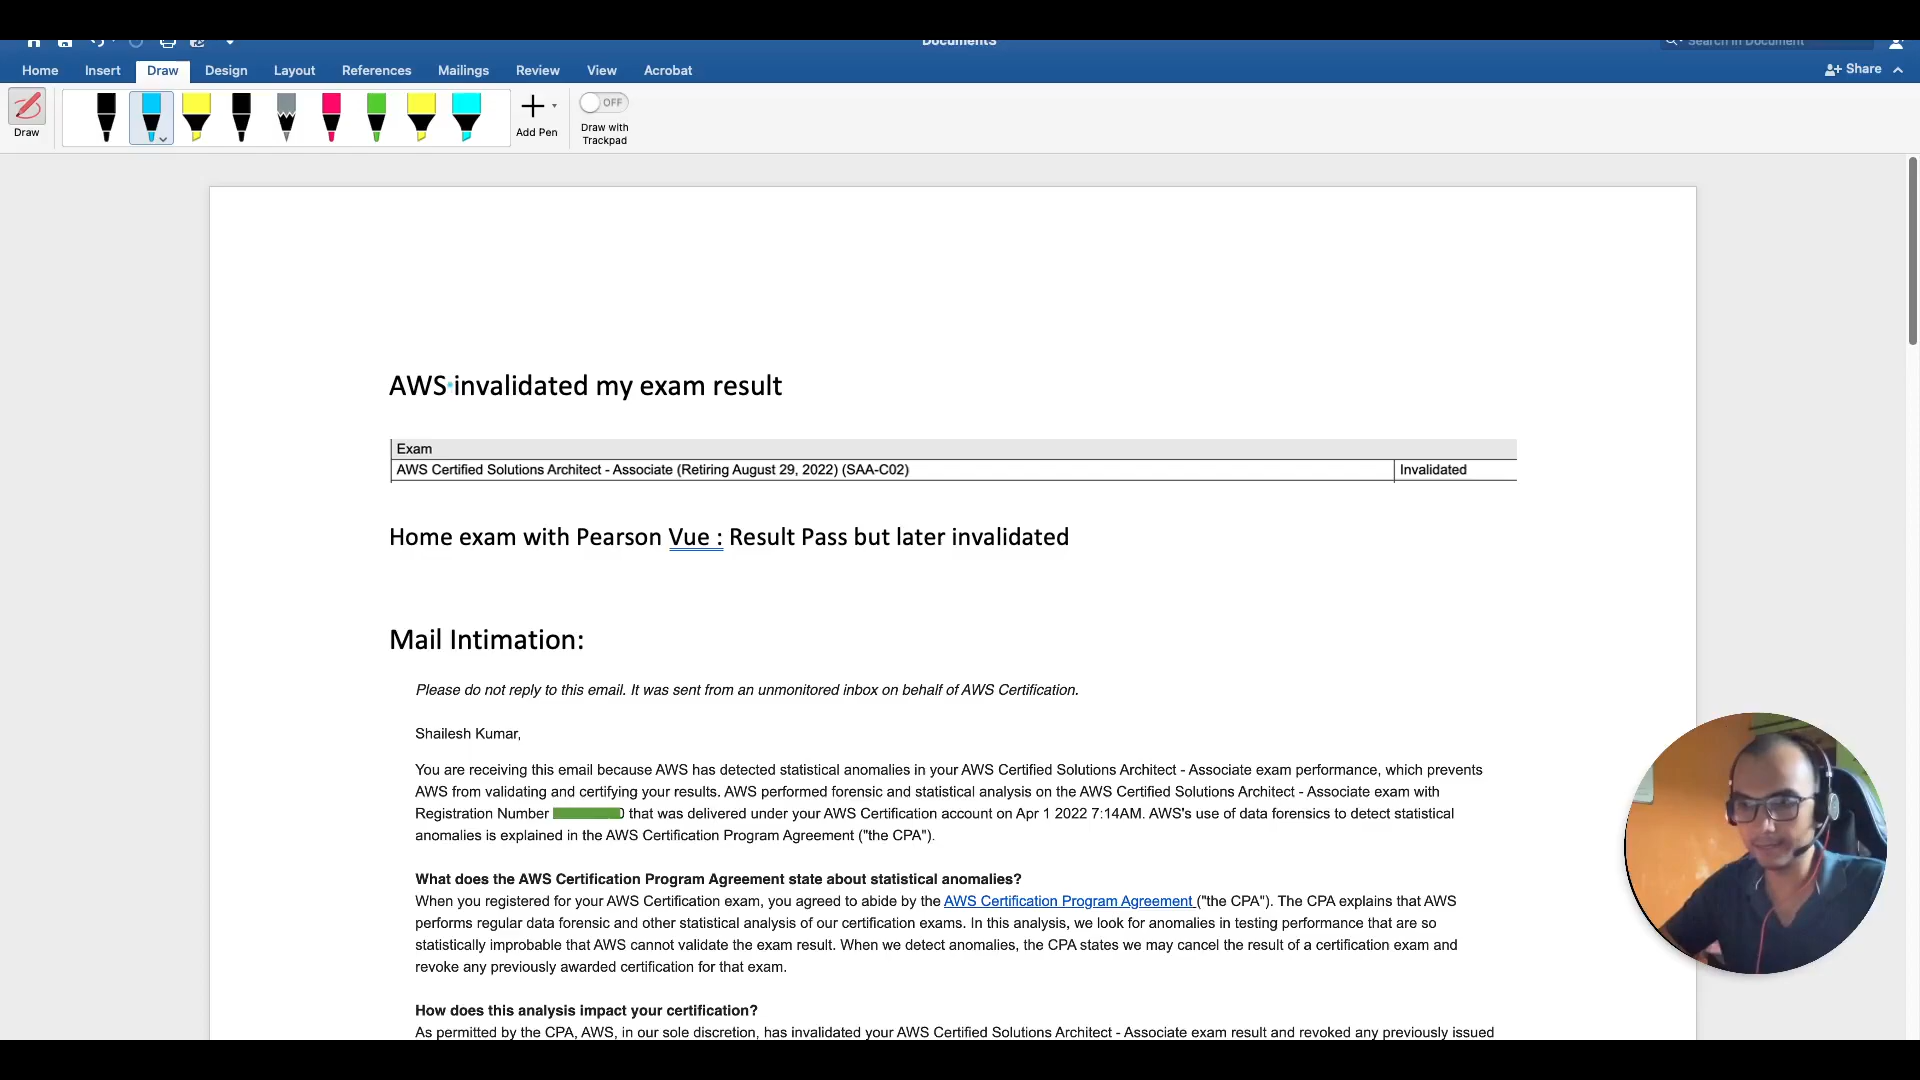 Document3
Search in Document
Home Insert Draw Design Layout References Mailings Review View Acrobat
Share
Draw
Add Pen
OFF
Draw with
Trackpad
AWS invalidated my exam result
Exam
AWS Certified Solutions Architect - Associate (Retiring August 29, 2022) (SAA-C02) Invalidated
Home exam with Pearson Vue : Result Pass but later invalidated
Mail Intimation:
Please do not reply to this email. It was sent from an unmonitored inbox on behalf of AWS Certification.
Shailesh Kumar,
You are receiving this email because AWS has detected statistical anomalies in your AWS Certified Solutions Architect - Associate exam performance, which prevents
AWS from validating and certifying your results. AWS performed forensic and statistical analysis on the AWS Certified Solutions Architect - Associate exam with
Registration Number that was delivered under your AWS Certification account on Apr 1 2022 7:14AM. AWS's use of data forensics to detect statistical
anomalies is explained in the AWS Certification Program Agreement ("the CPA").
What does the AWS Certification Program Agreement state about statistical anomalies?
When you registered for your AWS Certification exam, you agreed to abide by the AWS Certification Program Agreement ("the CPA"). The CPA explains that AWS
performs regular data forensic and other statistical analysis of our certification exams. In this analysis, we look for anomalies in testing performance that are so
statistically improbable that AWS cannot validate the exam result. When we detect anomalies, the CPA states we may cancel the result of a certification exam and
revoke any previously awarded certification for that exam.
How does this analysis impact your certification?
As permitted by the CPA, AWS, in our sole discretion, has invalidated your AWS Certified Solutions Architect - Associate exam result and revoked any previously issued